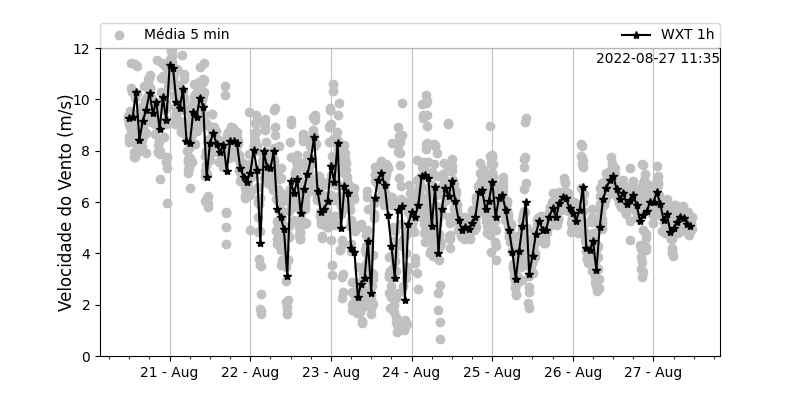 Média 5 min
WXT 1h
2022-08-27 11:35
Velocidade do Vento (m/s)
12
10
8
6
4
2
0
21 - Aug
22 - Aug
23 - Aug
24 - Aug
25 - Aug
26 - Aug
27 - Aug